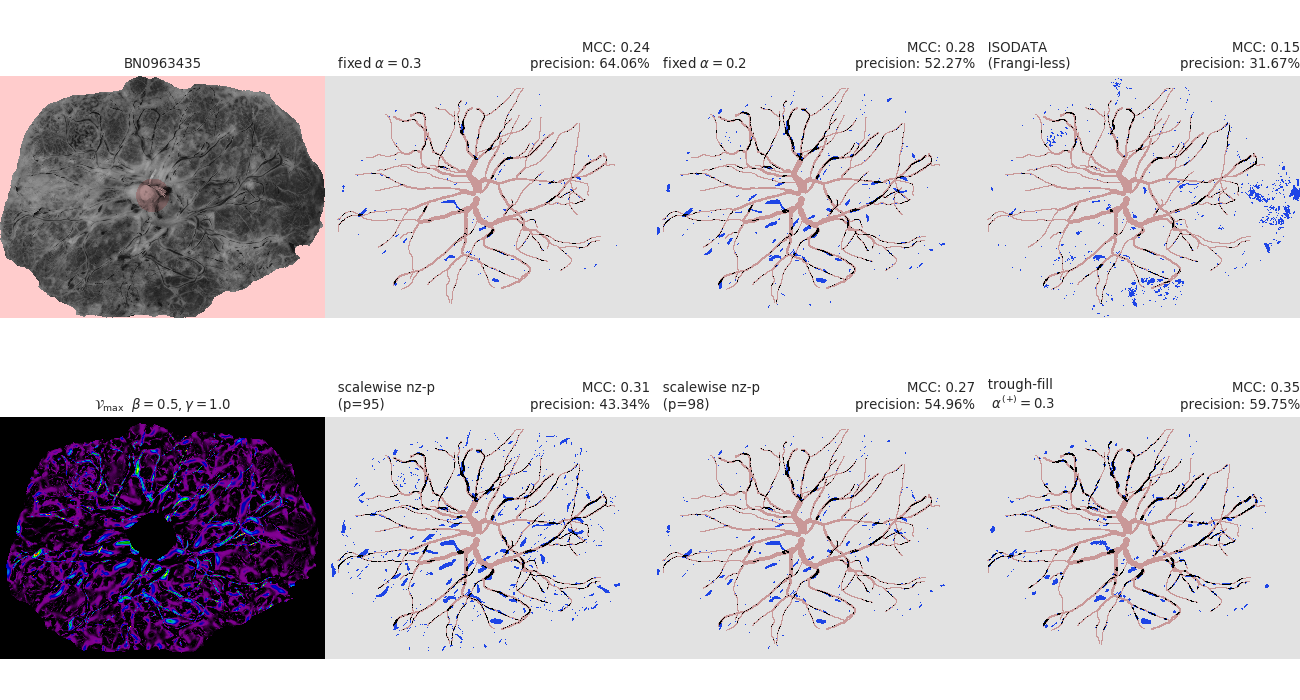 BN0963435
fixed α = 0.3
MCC: 0.24
precision: 64.06%
fixed α = 0.2
MCC: 0.28
precision: 52.27%
ISODATA
(Frangi-less)
MCC: 0.15
precision: 31.67%
𝒱max β = 0.5, γ = 1.0
scalewise nz-p
(p=95)
MCC: 0.31
precision: 43.34%
scalewise nz-p
(p=98)
MCC: 0.27
precision: 54.96%
trough-fill
α⁽⁺⁾ = 0.3
MCC: 0.35
precision: 59.75%